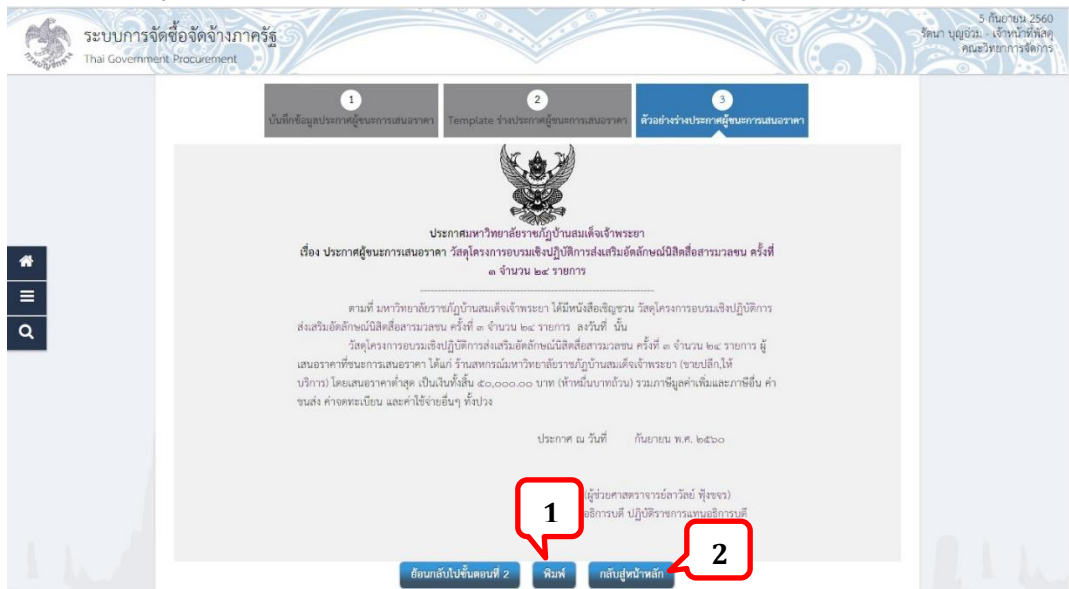 ระบบการจัดซื้อจัดจ้างภาครัฐ
Thai Government Procurement
5 กันยายน 2560
รัตนา บุญอ่วม - เจ้าหน้าที่พัสดุ
คณะวิทยาการจัดการ
1
บันทึกข้อมูลประกาศผู้ชนะการเสนอราคา
2
Template ร่างประกาศผู้ชนะการเสนอราคา
3
ตัวอย่างร่างประกาศผู้ชนะการเสนอราคา
ประกาศมหาวิทยาลัยราชภัฏบ้านสมเด็จเจ้าพระยา
เรื่อง ประกาศผู้ชนะการเสนอราคา วัสดุโครงการอบรมเชิงปฏิบัติการส่งเสริมอัตลักษณ์นิสิตสื่อสารมวลชน ครั้งที่
๓ จำนวน ๒๔ รายการ
ตามที่ มหาวิทยาลัยราชภัฏบ้านสมเด็จเจ้าพระยา ได้มีหนังสือเชิญชวน วัสดุโครงการอบรมเชิงปฏิบัติการ
ส่งเสริมอัตลักษณ์นิสิตสื่อสารมวลชน ครั้งที่ ๓ จำนวน ๒๔ รายการ ลงวันที่ นั้น
วัสดุโครงการอบรมเชิงปฏิบัติการส่งเสริมอัตลักษณ์นิสิตสื่อสารมวลชน ครั้งที่ ๓ จำนวน ๒๔ รายการ ผู้
เสนอราคาที่ชนะการเสนอราคา ได้แก่ ร้านสหกรณ์มหาวิทยาลัยราชภัฏบ้านสมเด็จเจ้าพระยา (ขายปลีก,ให้
บริการ) โดยเสนอราคาต่ำสุด เป็นเงินทั้งสิ้น ๕๐,๐๐๐.๐๐ บาท (ห้าหมื่นบาทถ้วน) รวมภาษีมูลค่าเพิ่มและภาษีอื่น ค่า
ขนส่ง ค่าจดทะเบียน และค่าใช้จ่ายอื่นๆ ทั้งปวง
ประกาศ ณ วันที่ กันยายน พ.ศ. ๒๕๖๐
(ผู้ช่วยศาสตราจารย์ลาวัลย์ ฟุ้งขจร)
อธิการบดี ปฏิบัติราชการแทนอธิการบดี
1
2
ย้อนกลับไปขั้นตอนที่ 2
พิมพ์
กลับสู่หน้าหลัก